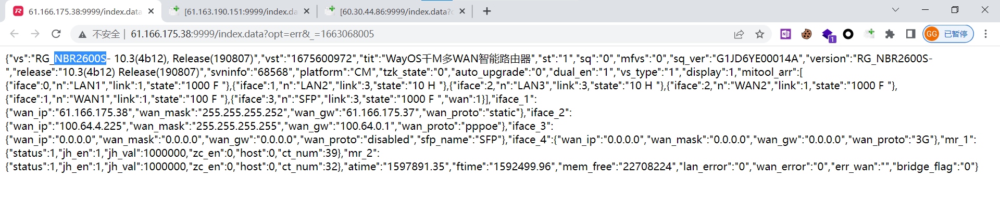 61.166.175.38:9999/index.data
[61.163.190.151:9999/index.da
[60.30.44.86:9999/index.data?
不安全 | 61.166.175.38:9999/index.data?opt=err&_=1663068005
1
GG 已暂停
{"vs":"RG_NBR2600S- 10.3(4b12), Release(190807)","vst":"1675600972","tit":"WayOS千M多WAN智能路由器","st":"1","sq":"0","mfvs":"0","sq_ver":"G1JD6YE00014A","version":"RG_NBR2600S-
","release":"10.3(4b12) Release(190807)","svninfo":"68568","platform":"CM","tzk_state":"0","auto_upgrade":"0","dual_en":"1","vs_type":"1","display":1,"mitool_arr":[
{"iface":0,"n":"LAN1","link":1,"state":"1000 F "},{"iface":1,"n":"LAN2","link":3,"state":"10 H "},{"iface":2,"n":"LAN3","link":3,"state":"10 H "},{"iface":2,"n":"WAN2","link":1,"state":"1000 F "},
{"iface":1,"n":"WAN1","link":1,"state":"100 F "},{"iface":3,"n":"SFP","link":3,"state":"1000 F ","wan":1}],"iface_1":
{"wan_ip":"61.166.175.38","wan_mask":"255.255.255.252","wan_gw":"61.166.175.37","wan_proto":"static"},"iface_2":
{"wan_ip":"100.64.4.225","wan_mask":"255.255.255.255","wan_gw":"100.64.0.1","wan_proto":"pppoe"},"iface_3":
{"wan_ip":"0.0.0.0","wan_mask":"0.0.0.0","wan_gw":"0.0.0.0","wan_proto":"disabled","sfp_name":"SFP"},"iface_4":{"wan_ip":"0.0.0.0","wan_mask":"0.0.0.0","wan_gw":"0.0.0.0","wan_proto":"3G"},"mr_1":
{"status":1,"jh_en":1,"jh_val":1000000,"zc_en":0,"host":0,"ct_num":39},"mr_2":
{"status":1,"jh_en":1,"jh_val":1000000,"zc_en":0,"host":0,"ct_num":32},"atime":"1597891.35","ftime":"1592499.96","mem_free":"22708224","lan_error":"0","wan_error":"0","err_wan":"","bridge_flag":"0"}